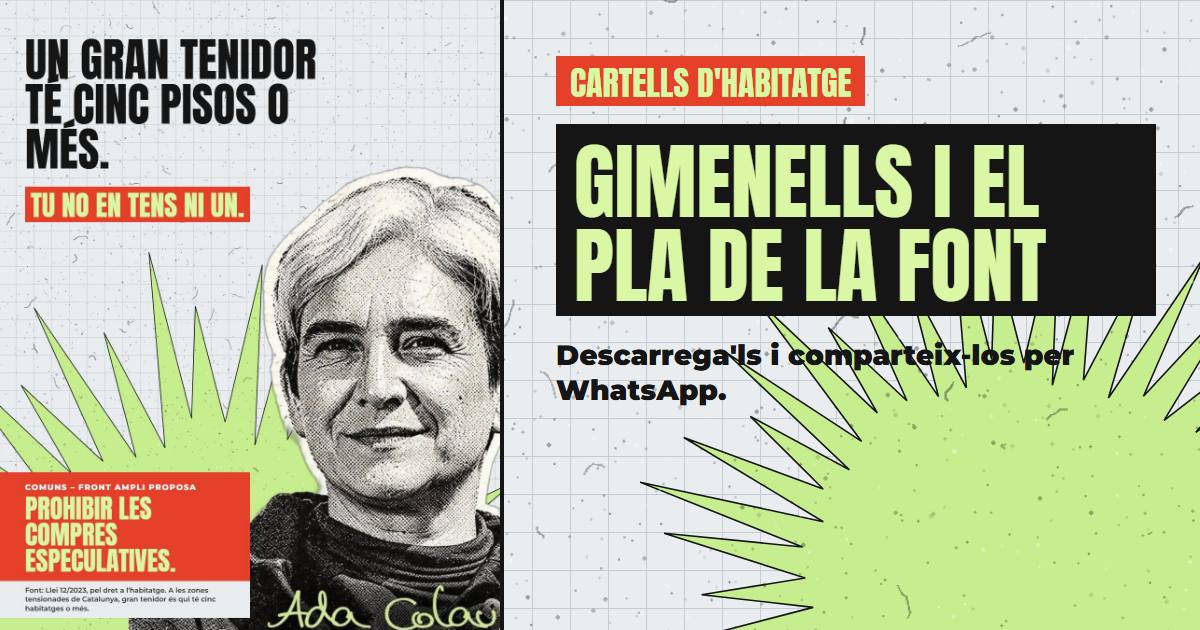 UN GRAN TENIDOR
TÉ CINC PISOS O
MÉS.
TU NO EN TENS NI UN.
COMUNS – FRONT AMPLI PROPOSA
PROHIBIR LES
COMPRES
ESPECULATIVES.
Font: Llei 12/2023, pel dret a l'habitatge. A les zones
tensionades de Catalunya, gran tenidor és qui té cinc
habitatges o més.
Ada Colau
CARTELLS D'HABITATGE
GIMENELLS I EL
PLA DE LA FONT
Descarrega'ls i comparteix-los per
WhatsApp.